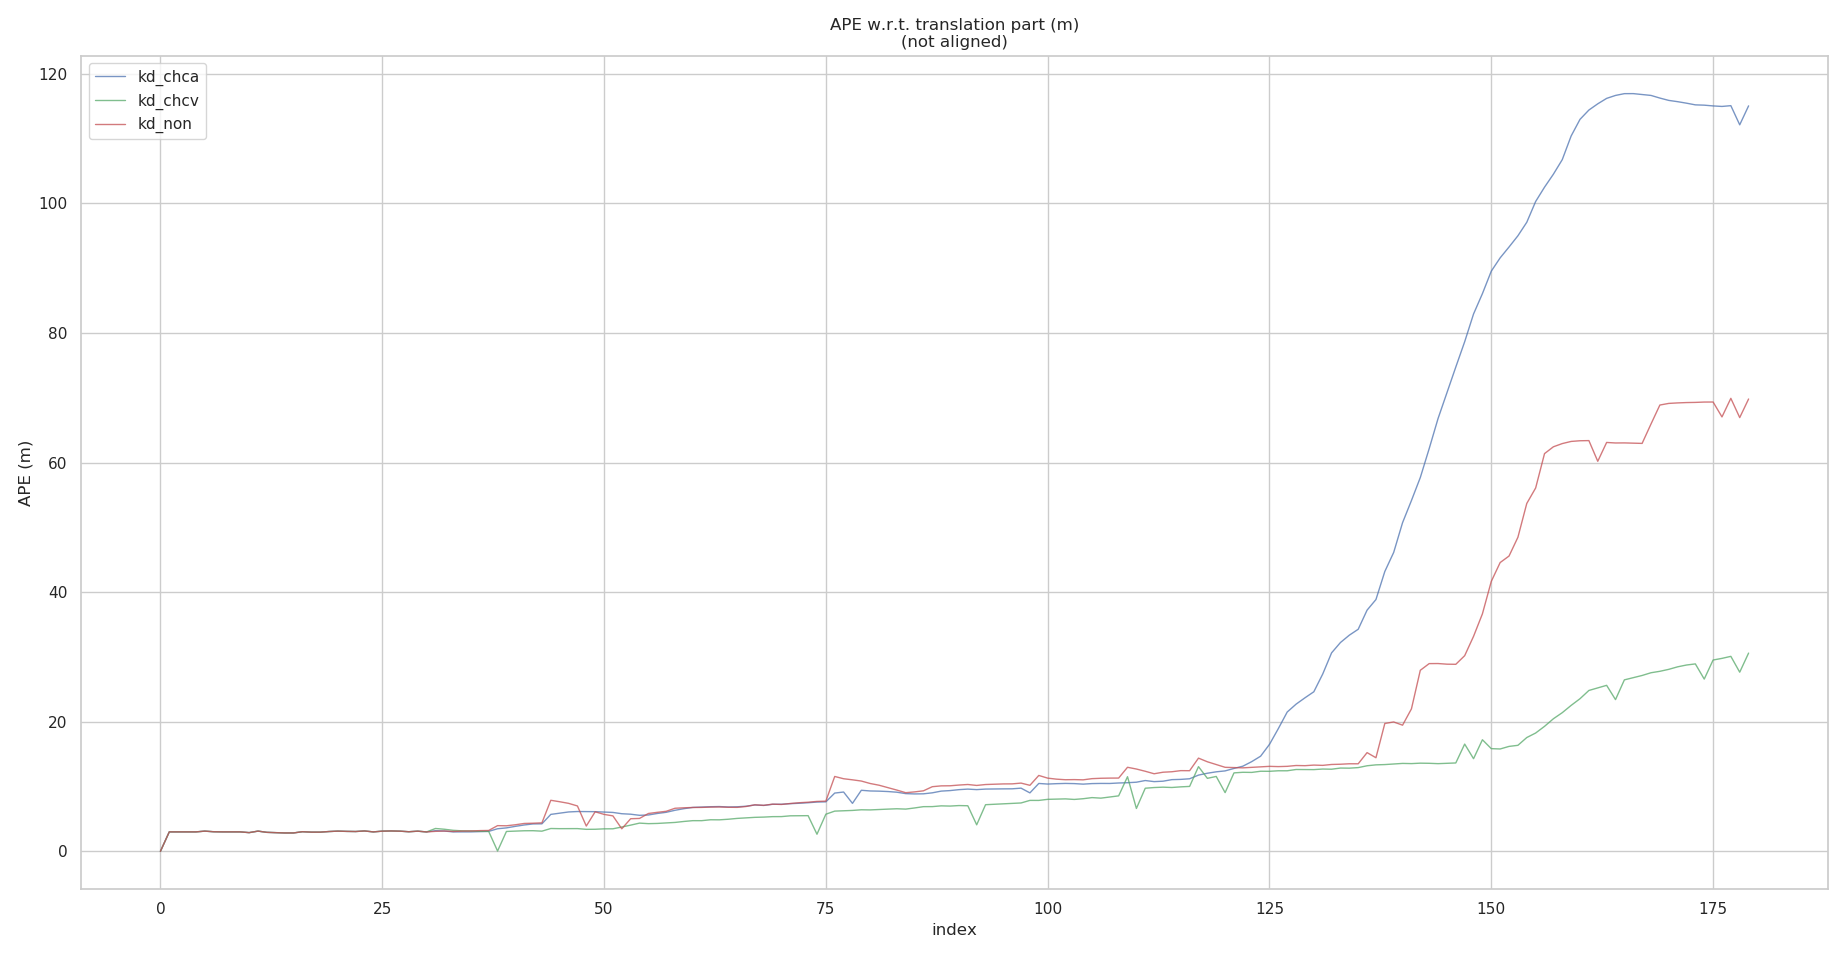 APE w.r.t. translation part (m)
(not aligned)
kd_chca
kd_chcv
kd_non
120
100
80
60
40
20
0
APE (m)
0 25 50 75 100 125 150 175
index